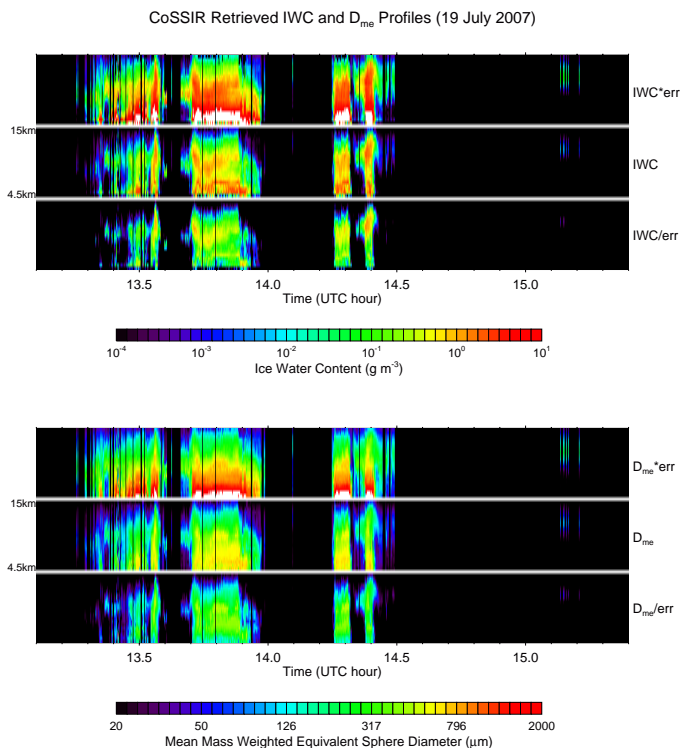 CoSSIR Retrieved IWC and Dme Profiles (19 July 2007)
IWC*err
15km
IWC
4.5km
IWC/err
13.5 14.0 14.5 15.0
Time (UTC hour)
10-4 10-3 10-2 10-1 100 101
Ice Water Content (g m-3)
Dme*err
15km
Dme
4.5km
Dme/err
13.5 14.0 14.5 15.0
Time (UTC hour)
20 50 126 317 796 2000
Mean Mass Weighted Equivalent Sphere Diameter (μm)